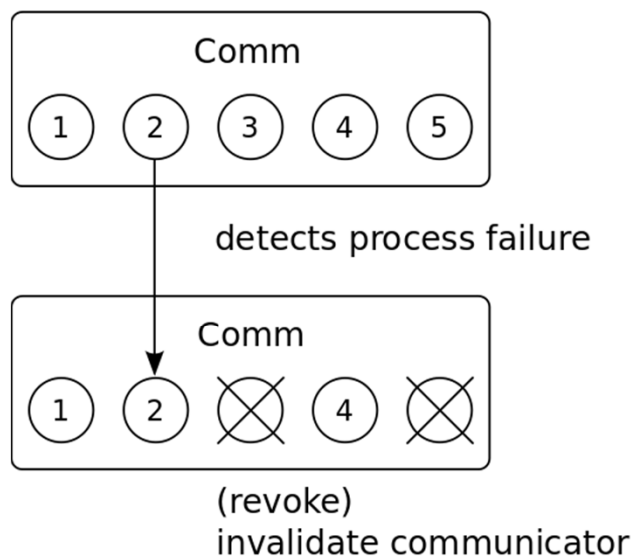 Comm
1 2 3 4 5
detects process failure
Comm
1 2 4
(revoke)
invalidate communicator